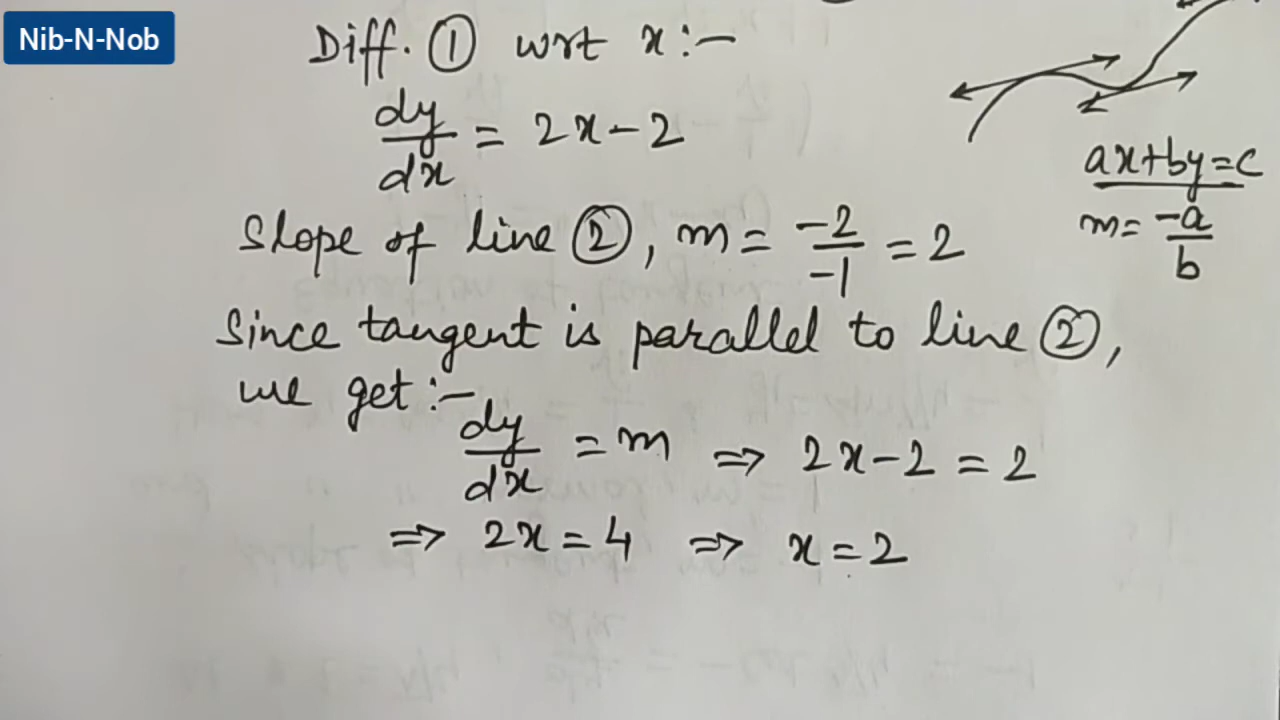 Nib-N-Nob
Diff. ① wrt x:-
dy/dx = 2x-2
ax+by=c
m= -a/b
Slope of line ②, m = -2/-1 = 2
Since tangent is parallel to line ②,
we get :-
dy/dx = m ⇒ 2x-2 = 2
⇒ 2x = 4 ⇒ x = 2